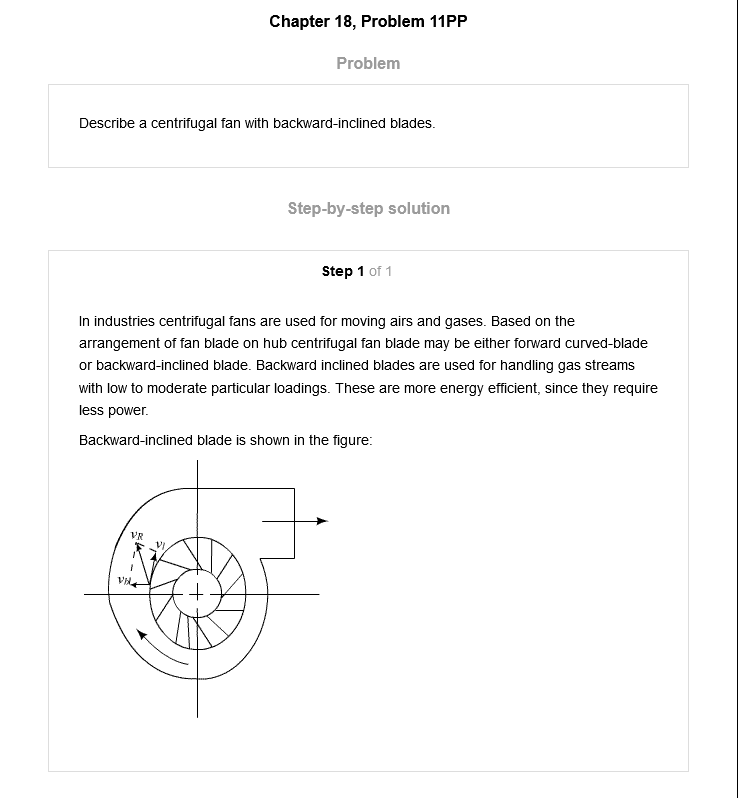 Chapter 18, Problem 11PP
Problem
Describe a centrifugal fan with backward-inclined blades.
Step-by-step solution
Step 1 of 1
In industries centrifugal fans are used for moving airs and gases. Based on the
arrangement of fan blade on hub centrifugal fan blade may be either forward curved-blade
or backward-inclined blade. Backward inclined blades are used for handling gas streams
with low to moderate particular loadings. These are more energy efficient, since they require
less power.
Backward-inclined blade is shown in the figure:
vR